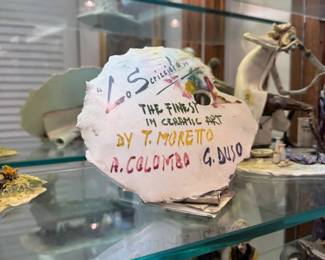 "Lo Scricciolo"
THE FINEST
IN CERAMIC ART
BY T. MORETTO
A. COLOMBO G. DUSO